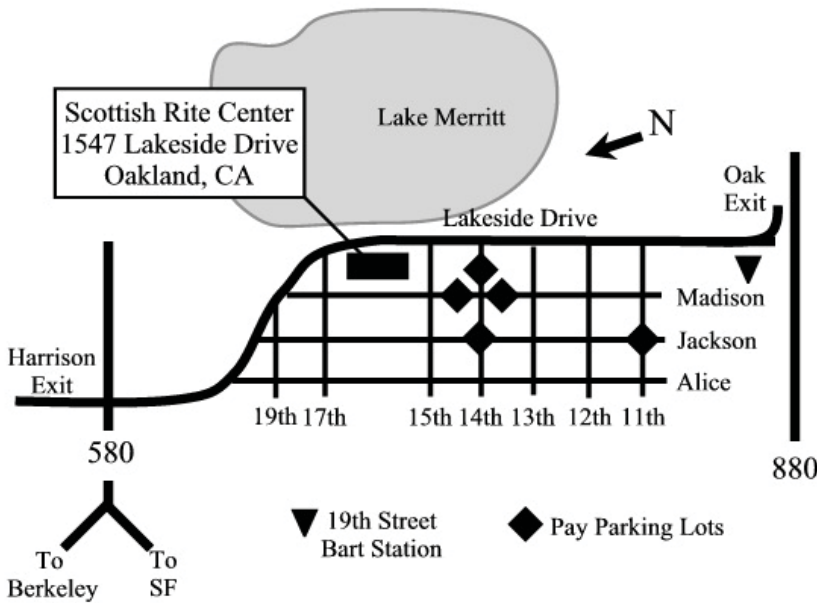 Scottish Rite Center
1547 Lakeside Drive
Oakland, CA
Lake Merritt
N
Oak
Exit
Lakeside Drive
Madison
Jackson
Alice
Harrison
Exit
19th 17th 15th 14th 13th 12th 11th
580
880
To
Berkeley
To
SF
19th Street
Bart Station
Pay Parking Lots